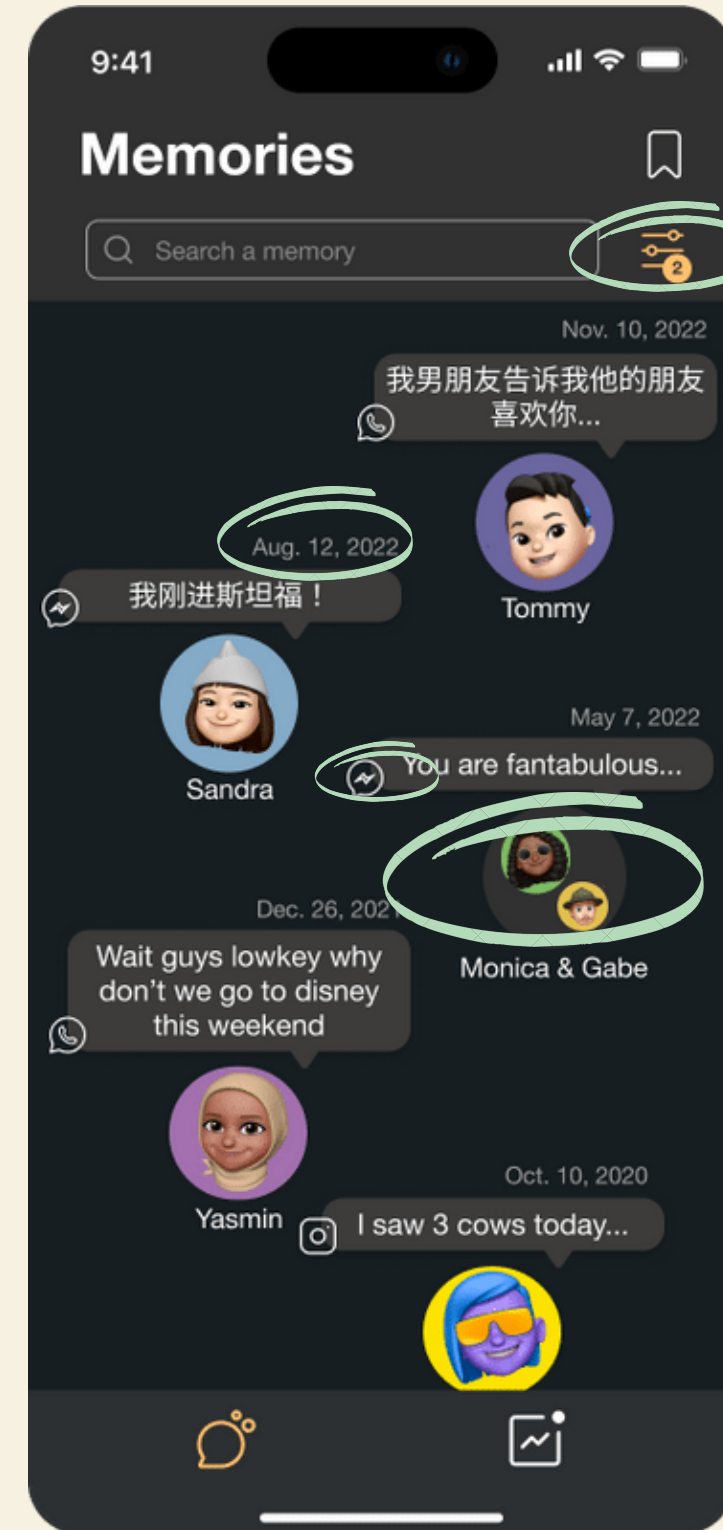 9:41
Memories
Search a memory
2
Nov. 10, 2022
我男朋友告诉我他的朋友
喜欢你...
Tommy
Aug. 12, 2022
我刚进斯坦福！
Sandra
May 7, 2022
You are fantabulous...
Monica & Gabe
Dec. 26, 2021
Wait guys lowkey why
don't we go to disney
this weekend
Yasmin
Oct. 10, 2020
I saw 3 cows today...